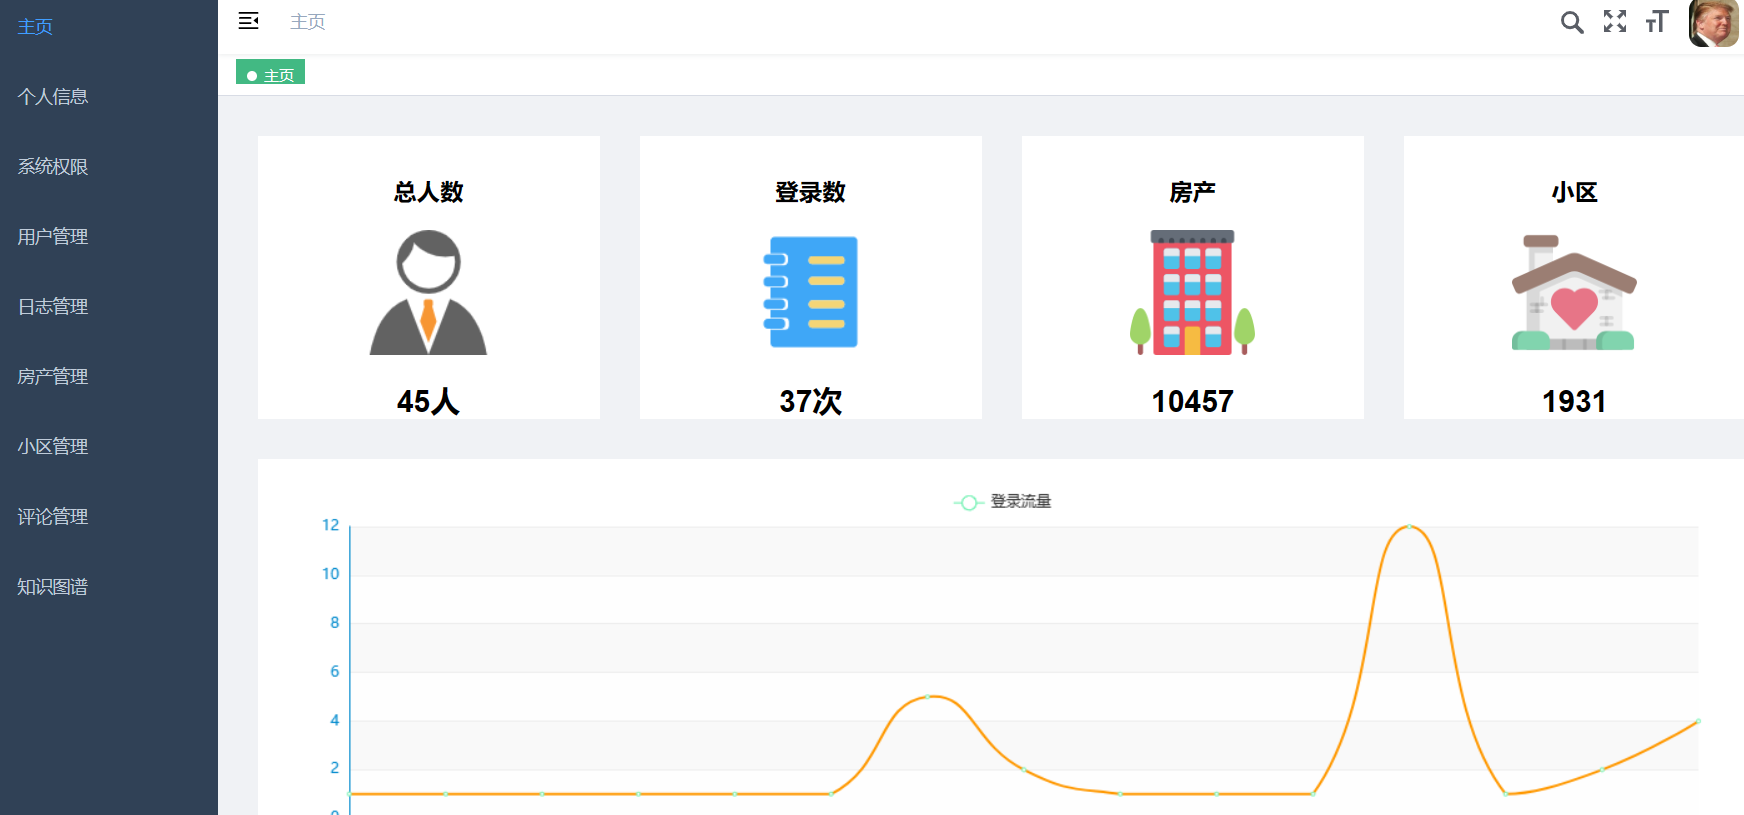 主页
个人信息
系统权限
用户管理
日志管理
房产管理
小区管理
评论管理
知识图谱
主页
主页
总人数
45人
登录数
37次
房产
10457
小区
1931
登录流量
12
10
8
6
4
2
0